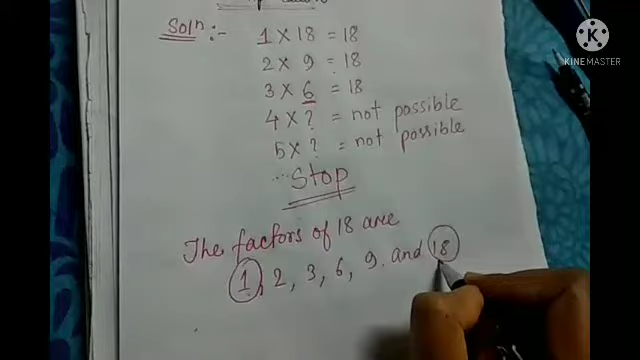 Solⁿ :-
1 × 18 = 18
2 × 9 = 18
3 × 6 = 18
4 × ? = not possible
5 × ? = not possible
... Stop
The factors of 18 are
1, 2, 3, 6, 9. and 18
KINEMASTER